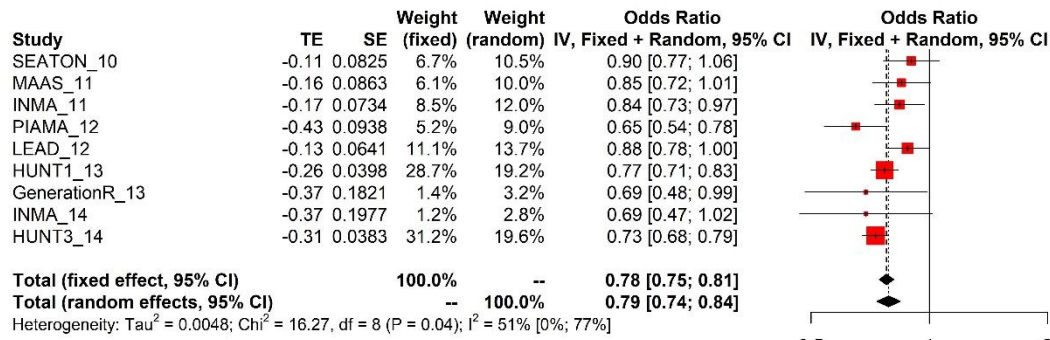 Weight Weight Odds Ratio Odds Ratio
Study TE SE (fixed) (random) IV, Fixed + Random, 95% CI IV, Fixed + Random, 95% CI
SEATON_10 -0.11 0.0825 6.7% 10.5% 0.90 [0.77; 1.06]
MAAS_11 -0.16 0.0863 6.1% 10.0% 0.85 [0.72; 1.01]
INMA_11 -0.17 0.0734 8.5% 12.0% 0.84 [0.73; 0.97]
PIAMA_12 -0.43 0.0938 5.2% 9.0% 0.65 [0.54; 0.78]
LEAD_12 -0.13 0.0641 11.1% 13.7% 0.88 [0.78; 1.00]
HUNT1_13 -0.26 0.0398 28.7% 19.2% 0.77 [0.71; 0.83]
GenerationR_13 -0.37 0.1821 1.4% 3.2% 0.69 [0.48; 0.99]
INMA_14 -0.37 0.1977 1.2% 2.8% 0.69 [0.47; 1.02]
HUNT3_14 -0.31 0.0383 31.2% 19.6% 0.73 [0.68; 0.79]
Total (fixed effect, 95% CI) 100.0% -- 0.78 [0.75; 0.81]
Total (random effects, 95% CI) -- 100.0% 0.79 [0.74; 0.84]
Heterogeneity: Tau² = 0.0048; Chi² = 16.27, df = 8 (P = 0.04); I² = 51% [0%; 77%]